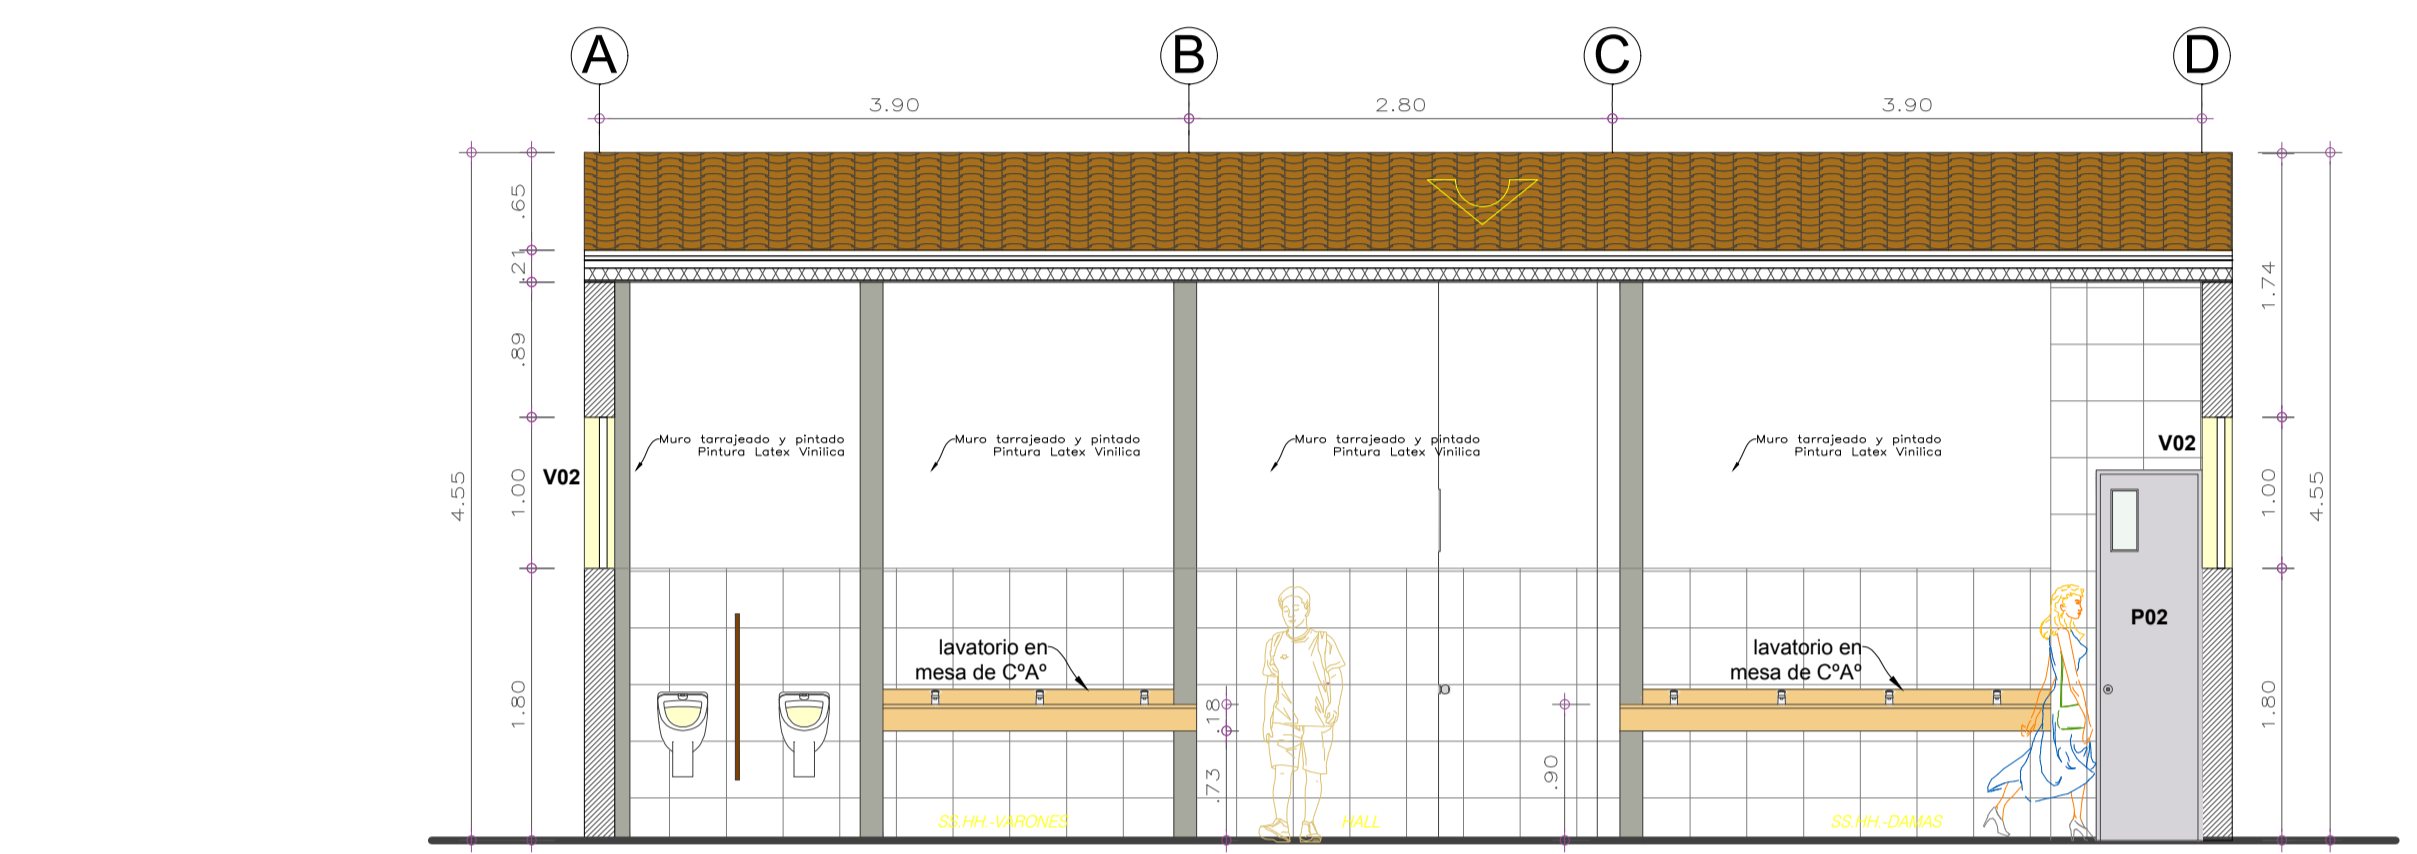 A
B
C
D
3.90
2.80
3.90
.65
.21
.89
1.00
1.80
4.55
1.74
1.00
1.80
4.55
V02
Muro tarrajeado y pintado
Pintura Latex Vinilica
Muro tarrajeado y pintado
Pintura Latex Vinilica
Muro tarrajeado y pintado
Pintura Latex Vinilica
Muro tarrajeado y pintado
Pintura Latex Vinilica
V02
P02
lavatorio en
mesa de CºAº
lavatorio en
mesa de CºAº
.18
.73
.90
SS.HH.-VARONES
HALL
SS.HH.-DAMAS